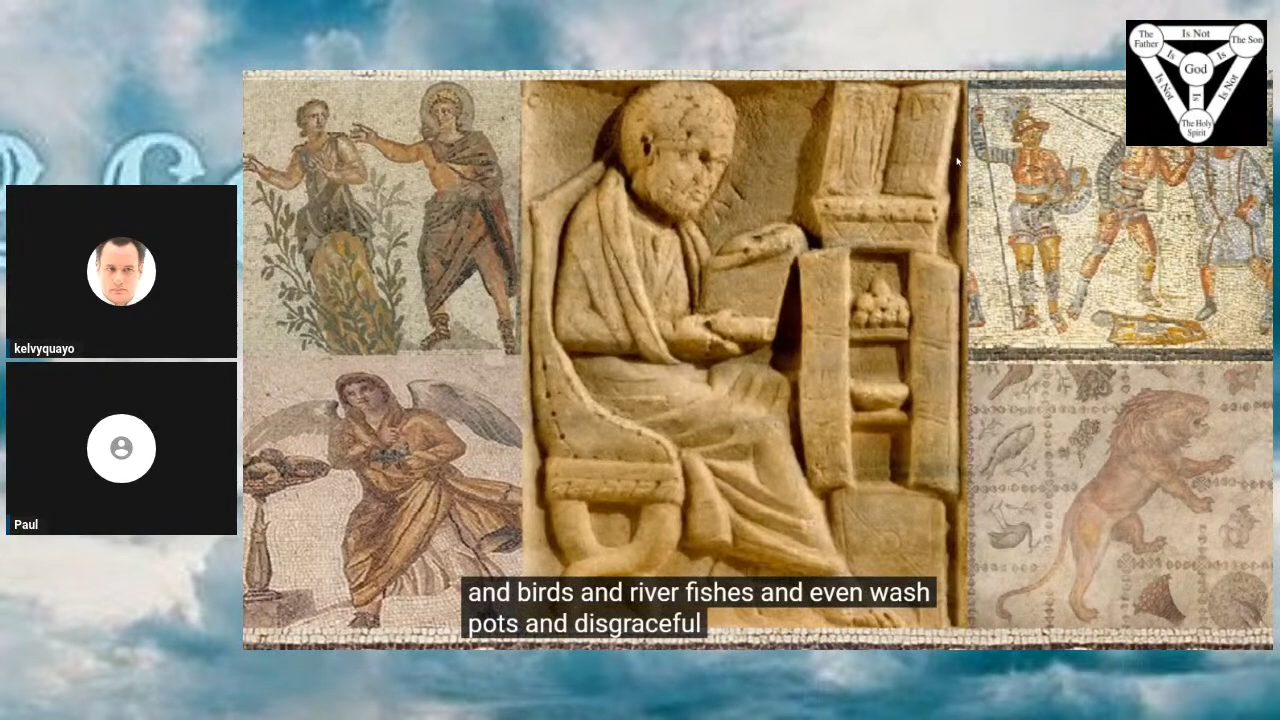 The Father
Is Not
The Son
Is
Is
God
Is Not
Is
Is Not
The Holy Spirit
kelvyquayo
Paul
and birds and river fishes and even wash
pots and disgraceful